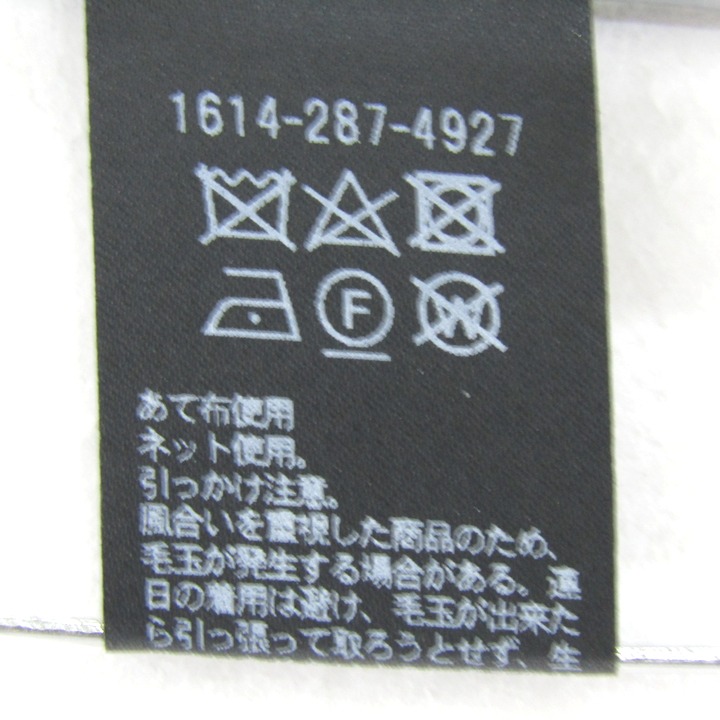 1614-287-4927
F
W
あて布使用
ネット使用。
引っかけ注意。
風合いを重視した商品のため、
毛玉が発生する場合がある。連
日の着用は避け、毛玉が出来た
ら引っ張って取ろうとせず、生